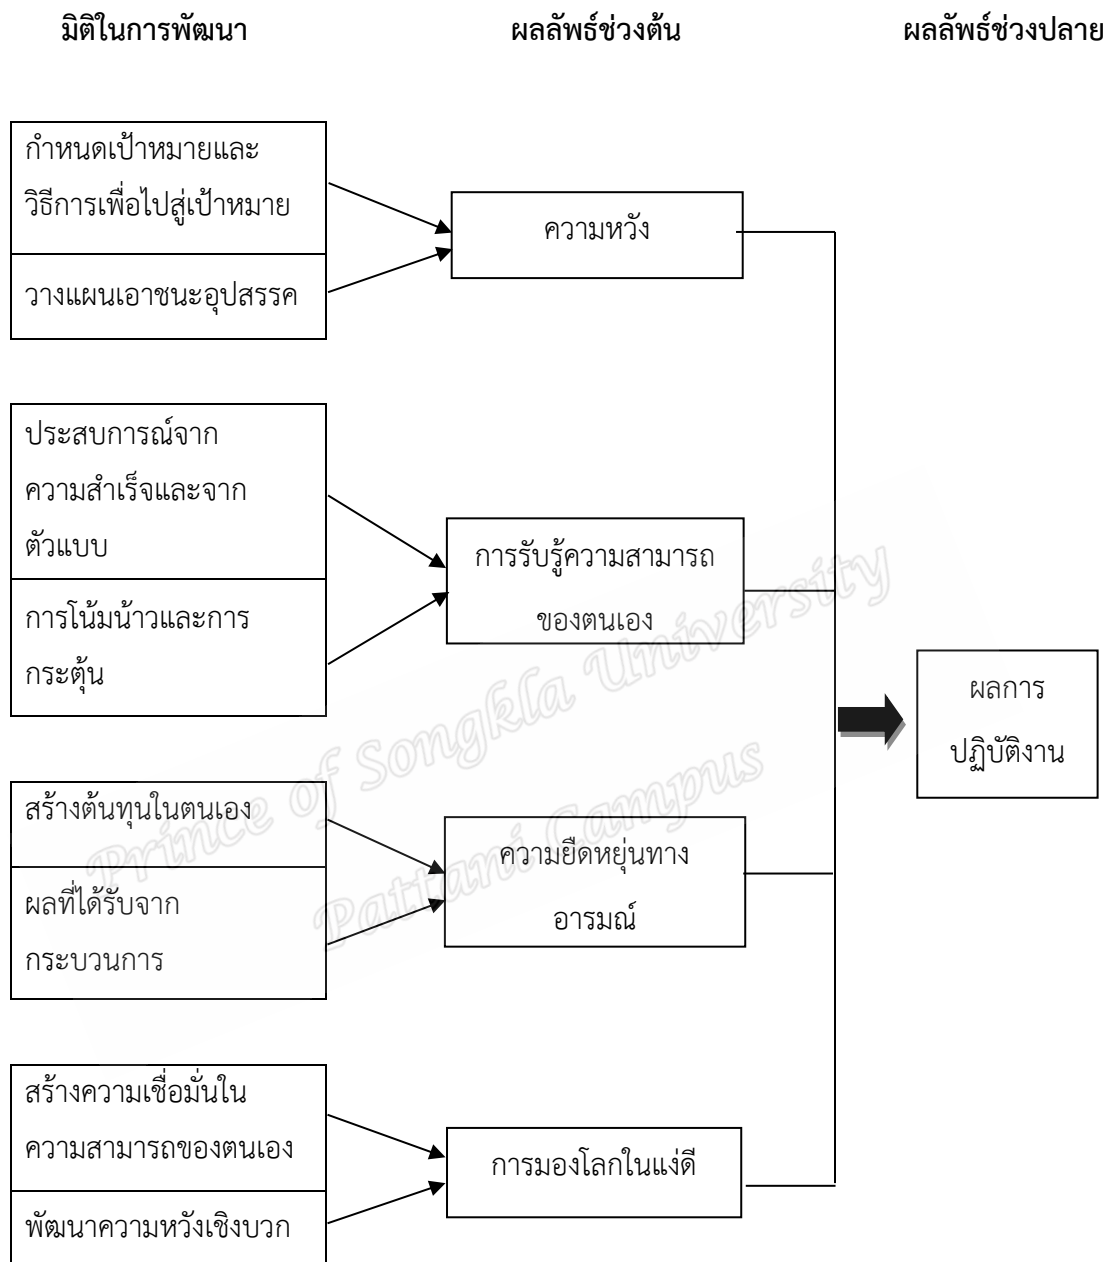 มิติในการพัฒนา
ผลลัพธ์ช่วงต้น
ผลลัพธ์ช่วงปลาย
กำหนดเป้าหมายและ
วิธีการเพื่อไปสู่เป้าหมาย
วางแผนเอาชนะอุปสรรค
ความหวัง
ประสบการณ์จาก
ความสำเร็จและจาก
ตัวแบบ
การโน้มน้าวและการ
กระตุ้น
การรับรู้ความสามารถ
ของตนเอง
ผลการ
ปฏิบัติงาน
สร้างต้นทุนในตนเอง
ผลที่ได้รับจาก
กระบวนการ
ความยืดหยุ่นทาง
อารมณ์
สร้างความเชื่อมั่นใน
ความสามารถของตนเอง
พัฒนาความหวังเชิงบวก
การมองโลกในแง่ดี
Prince of Songkla University
Pattani Campus